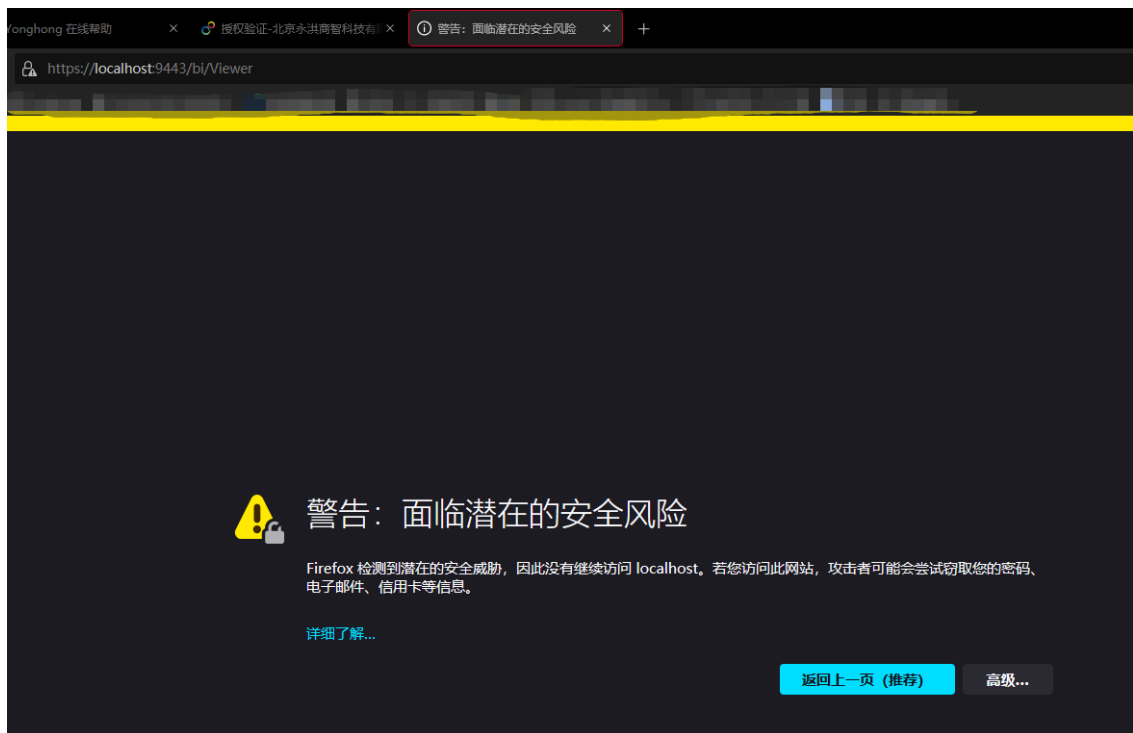 Yonghong 在线帮助
授权验证-北京永洪商智科技有
警告：面临潜在的安全风险
https://localhost:9443/bi/Viewer
警告：面临潜在的安全风险
Firefox 检测到潜在的安全威胁，因此没有继续访问 localhost。若您访问此网站，攻击者可能会尝试窃取您的密码、
电子邮件、信用卡等信息。
详细了解...
返回上一页 (推荐)
高级...